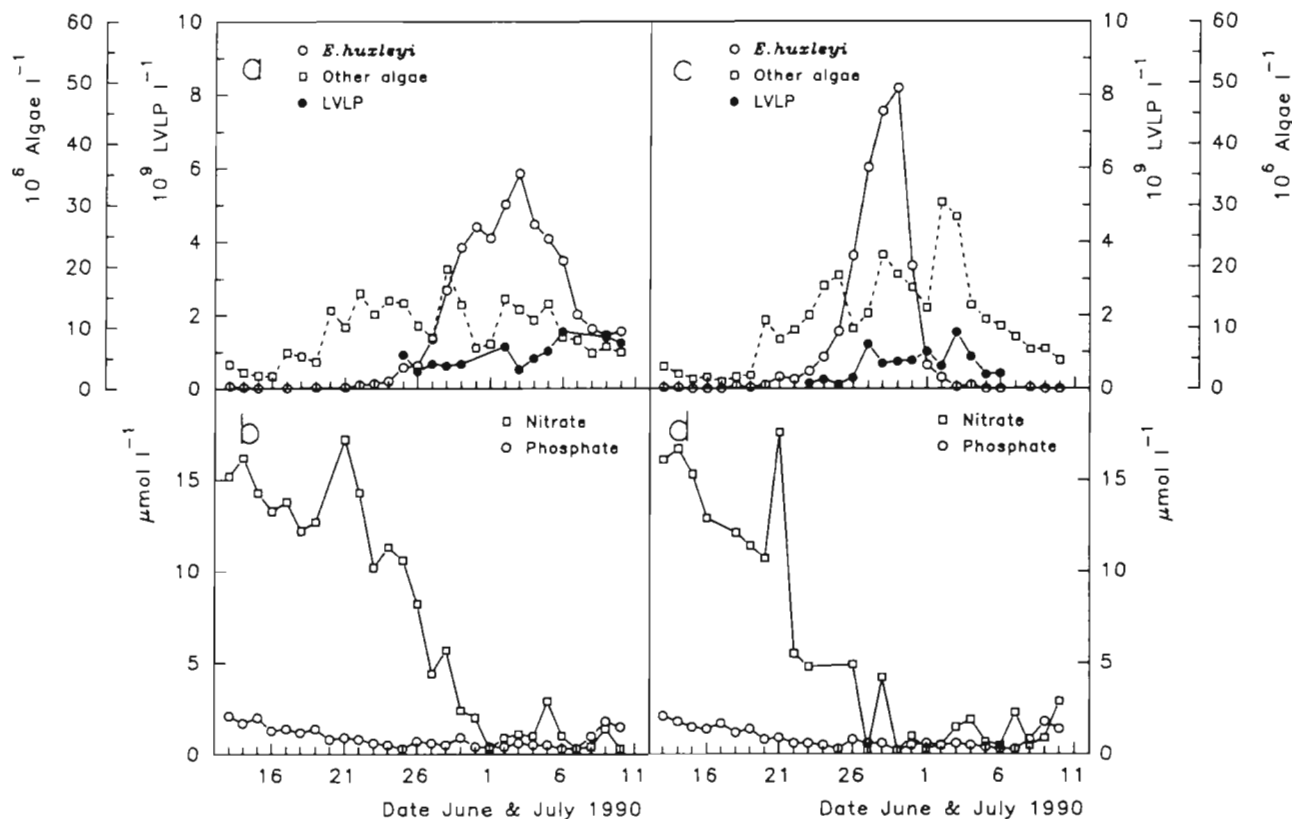 10^6 Algae l^-1
60
50
40
30
20
10
0
10^9 LVLP l^-1
10
8
6
4
2
0
a
E.huxleyi
Other algae
LVLP
c
E.huxleyi
Other algae
LVLP
10
8
6
4
2
0
10^9 LVLP l^-1
60
50
40
30
20
10
0
10^6 Algae l^-1
μmol l^-1
15
10
5
0
b
Nitrate
Phosphate
d
Nitrate
Phosphate
15
10
5
0
μmol l^-1
16 21 26 1 6 11
Date June & July 1990
16 21 26 1 6 11
Date June & July 1990